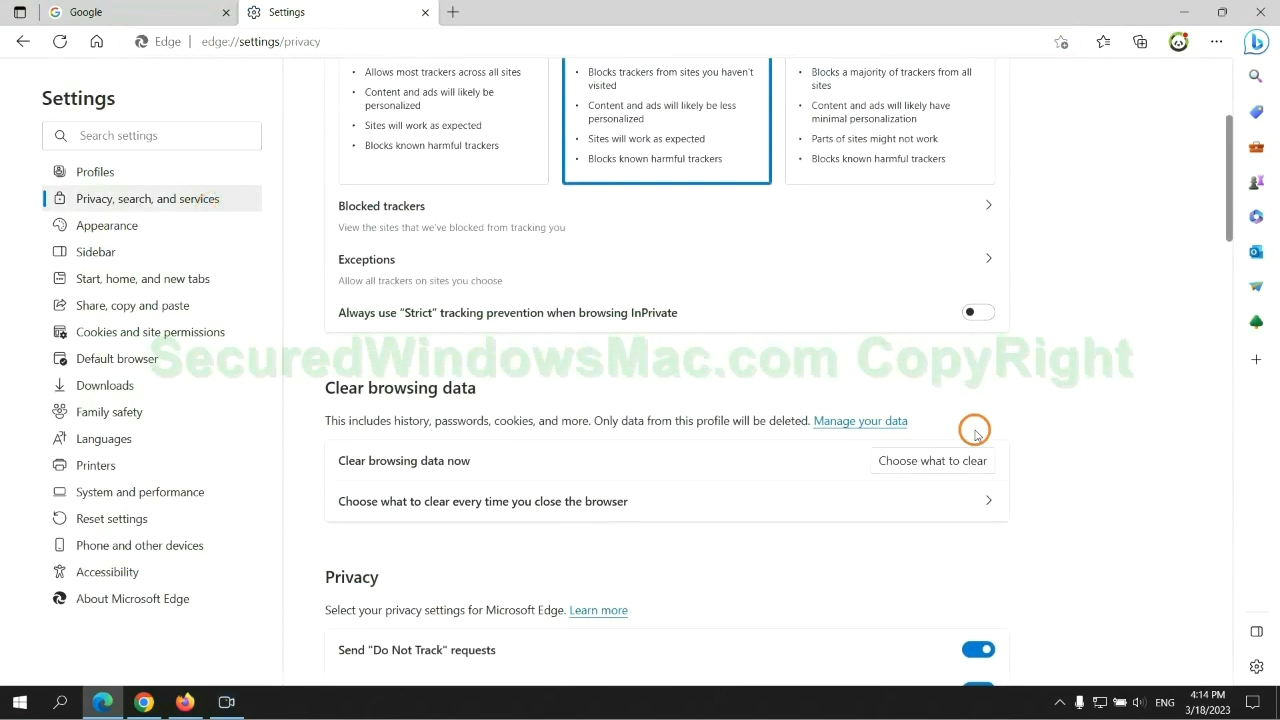 Google
Settings
Edge
edge://settings/privacy
Settings
Search settings
Profiles
Privacy, search, and services
Appearance
Sidebar
Start, home, and new tabs
Share, copy and paste
Cookies and site permissions
Default browser
Downloads
Family safety
Languages
Printers
System and performance
Reset settings
Phone and other devices
Accessibility
About Microsoft Edge
• Allows most trackers across all sites
• Content and ads will likely be
personalized
• Sites will work as expected
• Blocks known harmful trackers
• Blocks trackers from sites you haven't
visited
• Content and ads will likely be less
personalized
• Sites will work as expected
• Blocks known harmful trackers
• Blocks a majority of trackers from all
sites
• Content and ads will likely have
minimal personalization
• Parts of sites might not work
• Blocks known harmful trackers
Blocked trackers
View the sites that we've blocked from tracking you
Exceptions
Allow all trackers on sites you choose
Always use “Strict” tracking prevention when browsing InPrivate
SecuredWindowsMac.com CopyRight
Clear browsing data
This includes history, passwords, cookies, and more. Only data from this profile will be deleted. Manage your data
Clear browsing data now
Choose what to clear
Choose what to clear every time you close the browser
Privacy
Select your privacy settings for Microsoft Edge. Learn more
Send "Do Not Track" requests
ENG
4:14 PM
3/18/2023